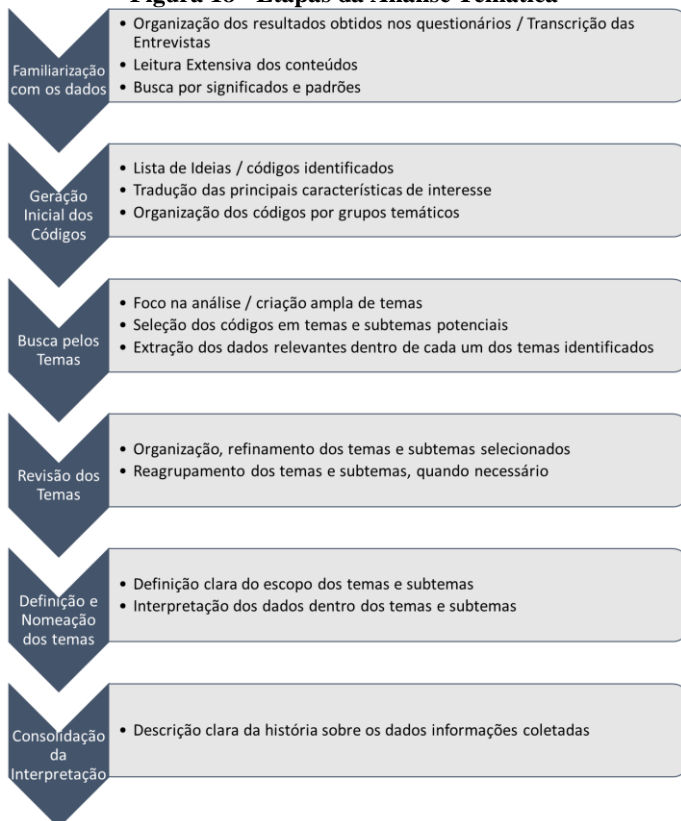 Figura 18 - Etapas da Análise Temática
Familiarização
com os dados
• Organização dos resultados obtidos nos questionários / Transcrição das
Entrevistas
• Leitura Extensiva dos conteúdos
• Busca por significados e padrões
Geração
Inicial dos
Códigos
• Lista de Ideias / códigos identificados
• Tradução das principais características de interesse
• Organização dos códigos por grupos temáticos
Busca pelos
Temas
• Foco na análise / criação ampla de temas
• Seleção dos códigos em temas e subtemas potenciais
• Extração dos dados relevantes dentro de cada um dos temas identificados
Revisão dos
Temas
• Organização, refinamento dos temas e subtemas selecionados
• Reagrupamento dos temas e subtemas, quando necessário
Definição e
Nomeação
dos temas
• Definição clara do escopo dos temas e subtemas
• Interpretação dos dados dentro dos temas e subtemas
Consolidação
da
Interpretação
• Descrição clara da história sobre os dados informações coletadas